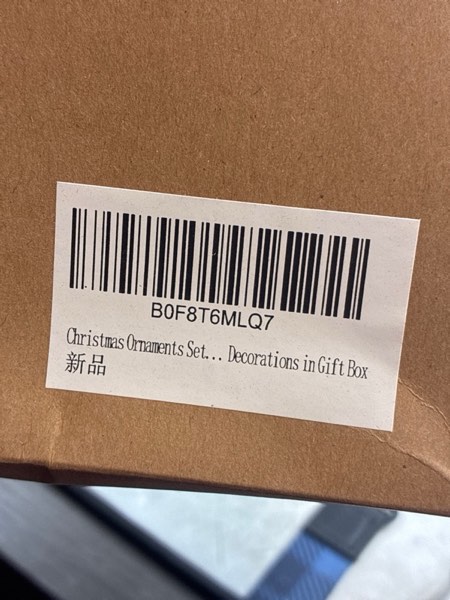 B0F8T6MLQ7
Christmas Ornaments Set... Decorations in Gift Box
新品